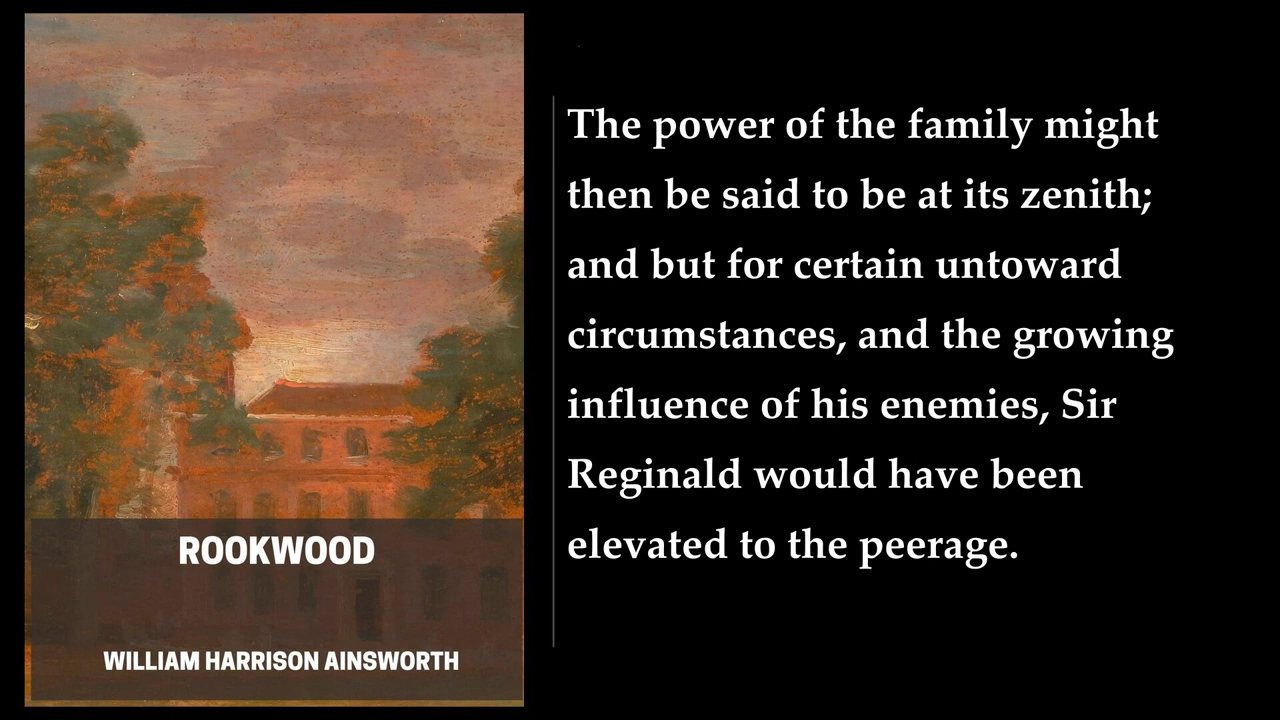 ROOKWOOD
WILLIAM HARRISON AINSWORTH
The power of the family might
then be said to be at its zenith;
and but for certain untoward
circumstances, and the growing
influence of his enemies, Sir
Reginald would have been
elevated to the peerage.